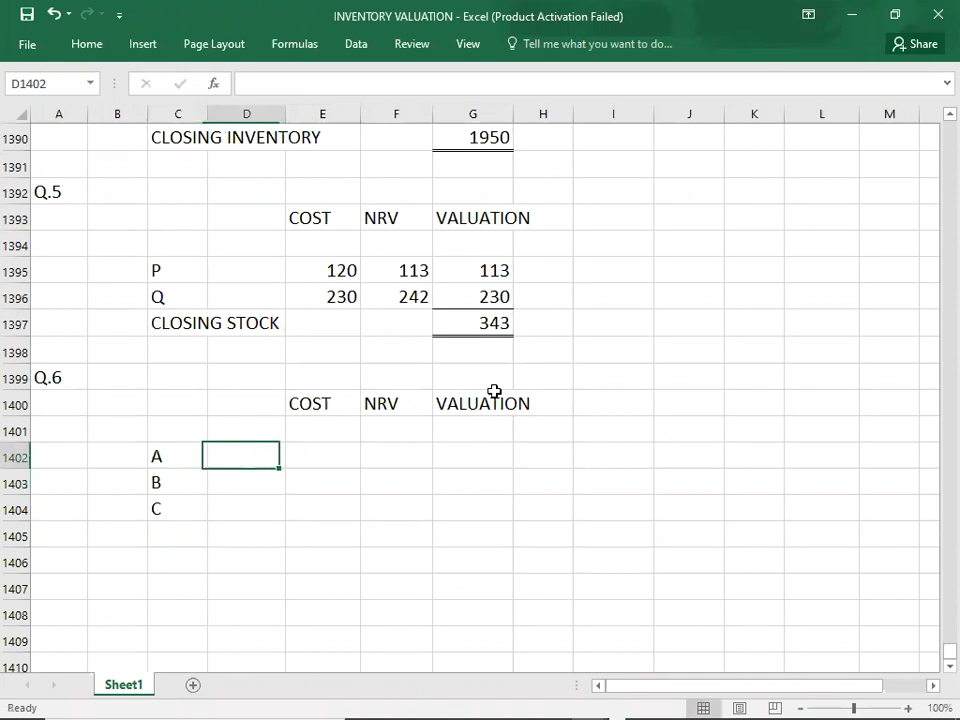 INVENTORY VALUATION - Excel (Product Activation Failed)
File Home Insert Page Layout Formulas Data Review View Tell me what you want to do... Share
D1402 fx
A B C D E F G H I J K L M
1390 CLOSING INVENTORY 1950
1391
1392 Q.5
1393 COST NRV VALUATION
1394
1395 P 120 113 113
1396 Q 230 242 230
1397 CLOSING STOCK 343
1398
1399 Q.6
1400 COST NRV VALUATION
1401
1402 A
1403 B
1404 C
1405
1406
1407
1408
1409
1410
Sheet1
Ready 100%